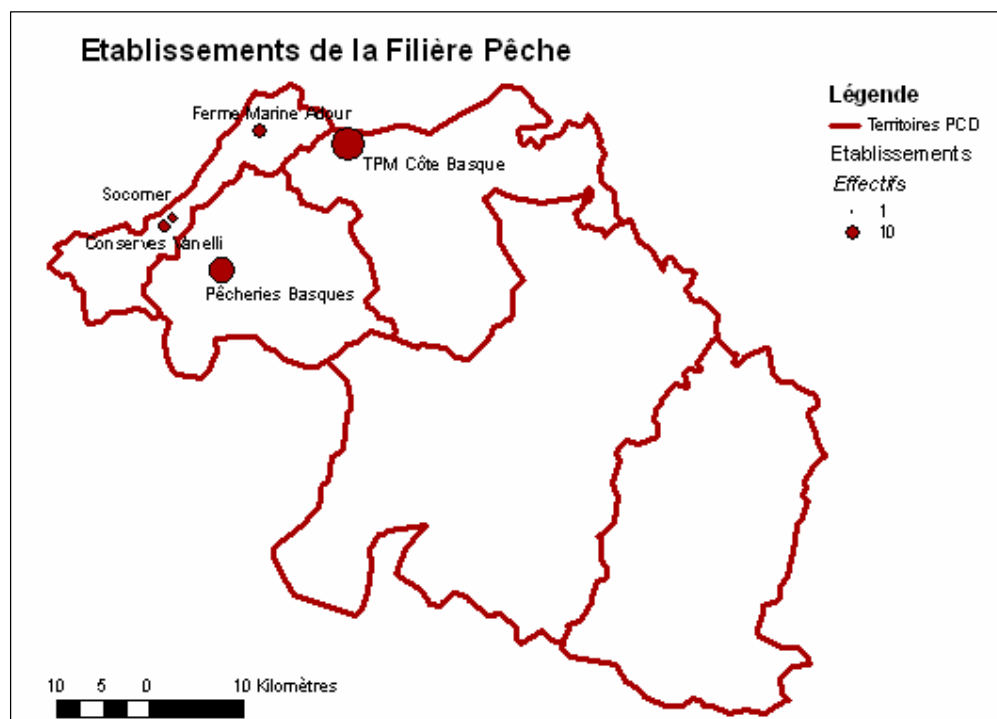 Etablissements de la Filière Pêche
Ferme Marine Adour
TPM Côte Basque
Socomer
Conserves Vanelli
Pêcheries Basques
Légende
Territoires PCD
Etablissements
Effectifs
1
10
10 5 0 10 Kilomètres